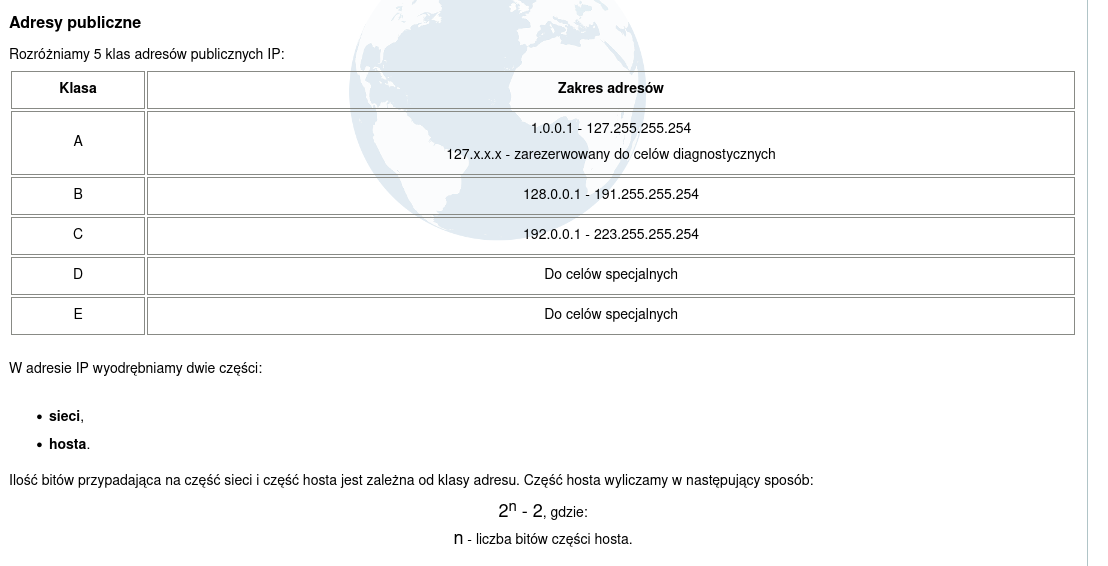 Adresy publiczne
Rozróżniamy 5 klas adresów publicznych IP:
Klasa Zakres adresów
A 1.0.0.1 - 127.255.255.254
127.x.x.x - zarezerwowany do celów diagnostycznych
B 128.0.0.1 - 191.255.255.254
C 192.0.0.1 - 223.255.255.254
D Do celów specjalnych
E Do celów specjalnych
W adresie IP wyodrębniamy dwie części:
• sieci,
• hosta.
Ilość bitów przypadająca na część sieci i część hosta jest zależna od klasy adresu. Część hosta wyliczamy w następujący sposób:
2ⁿ - 2, gdzie:
n - liczba bitów części hosta.